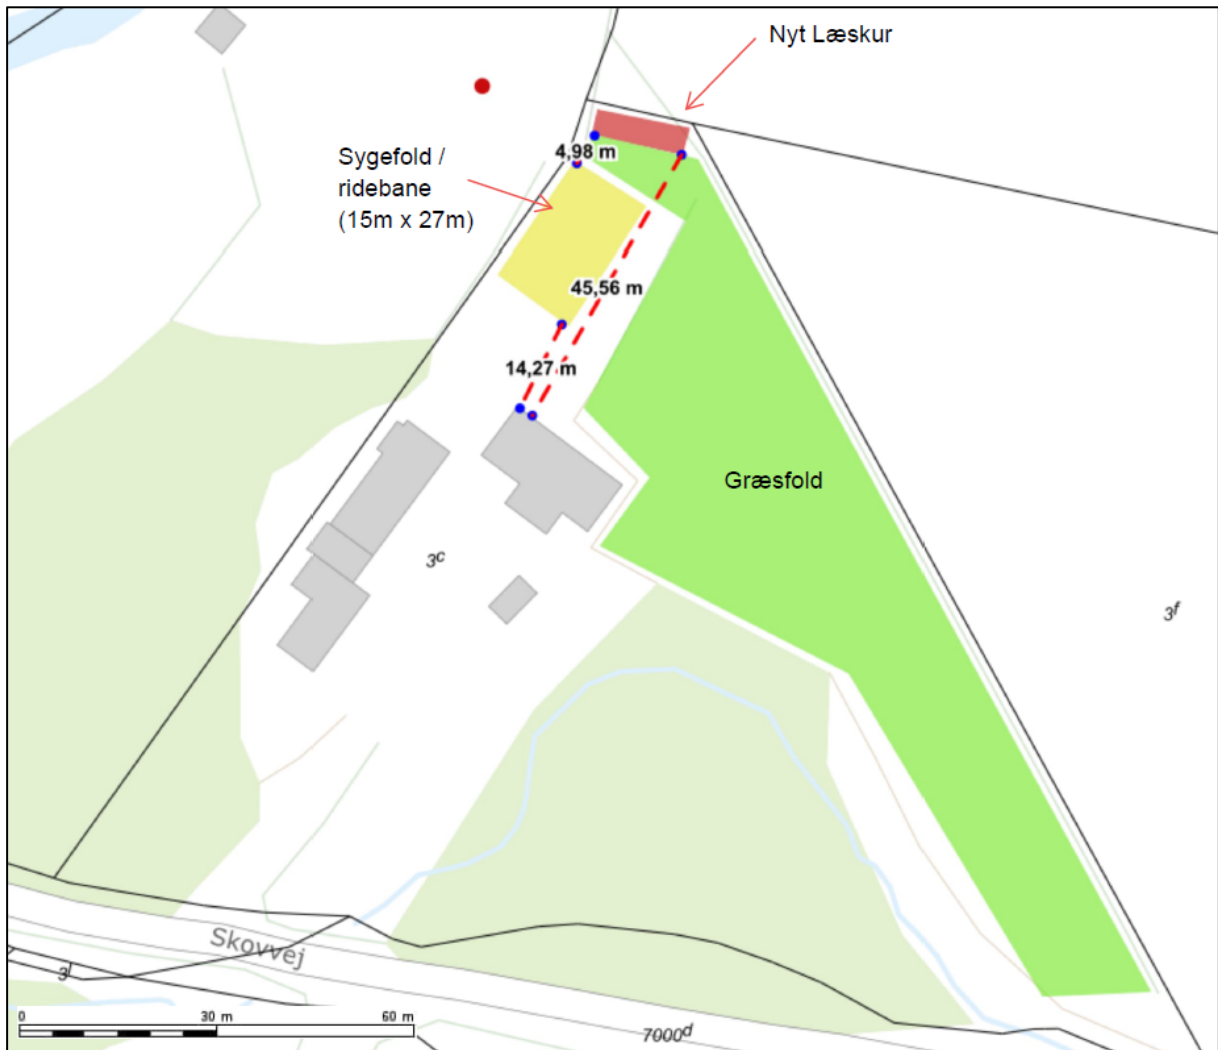 Nyt Læskur
4,98 m
Sygefold /
ridebane
(15m x 27m)
45,56 m
14,27 m
Græsfold
3c
3f
Skovvej
3l
0 30 m 60 m
7000d